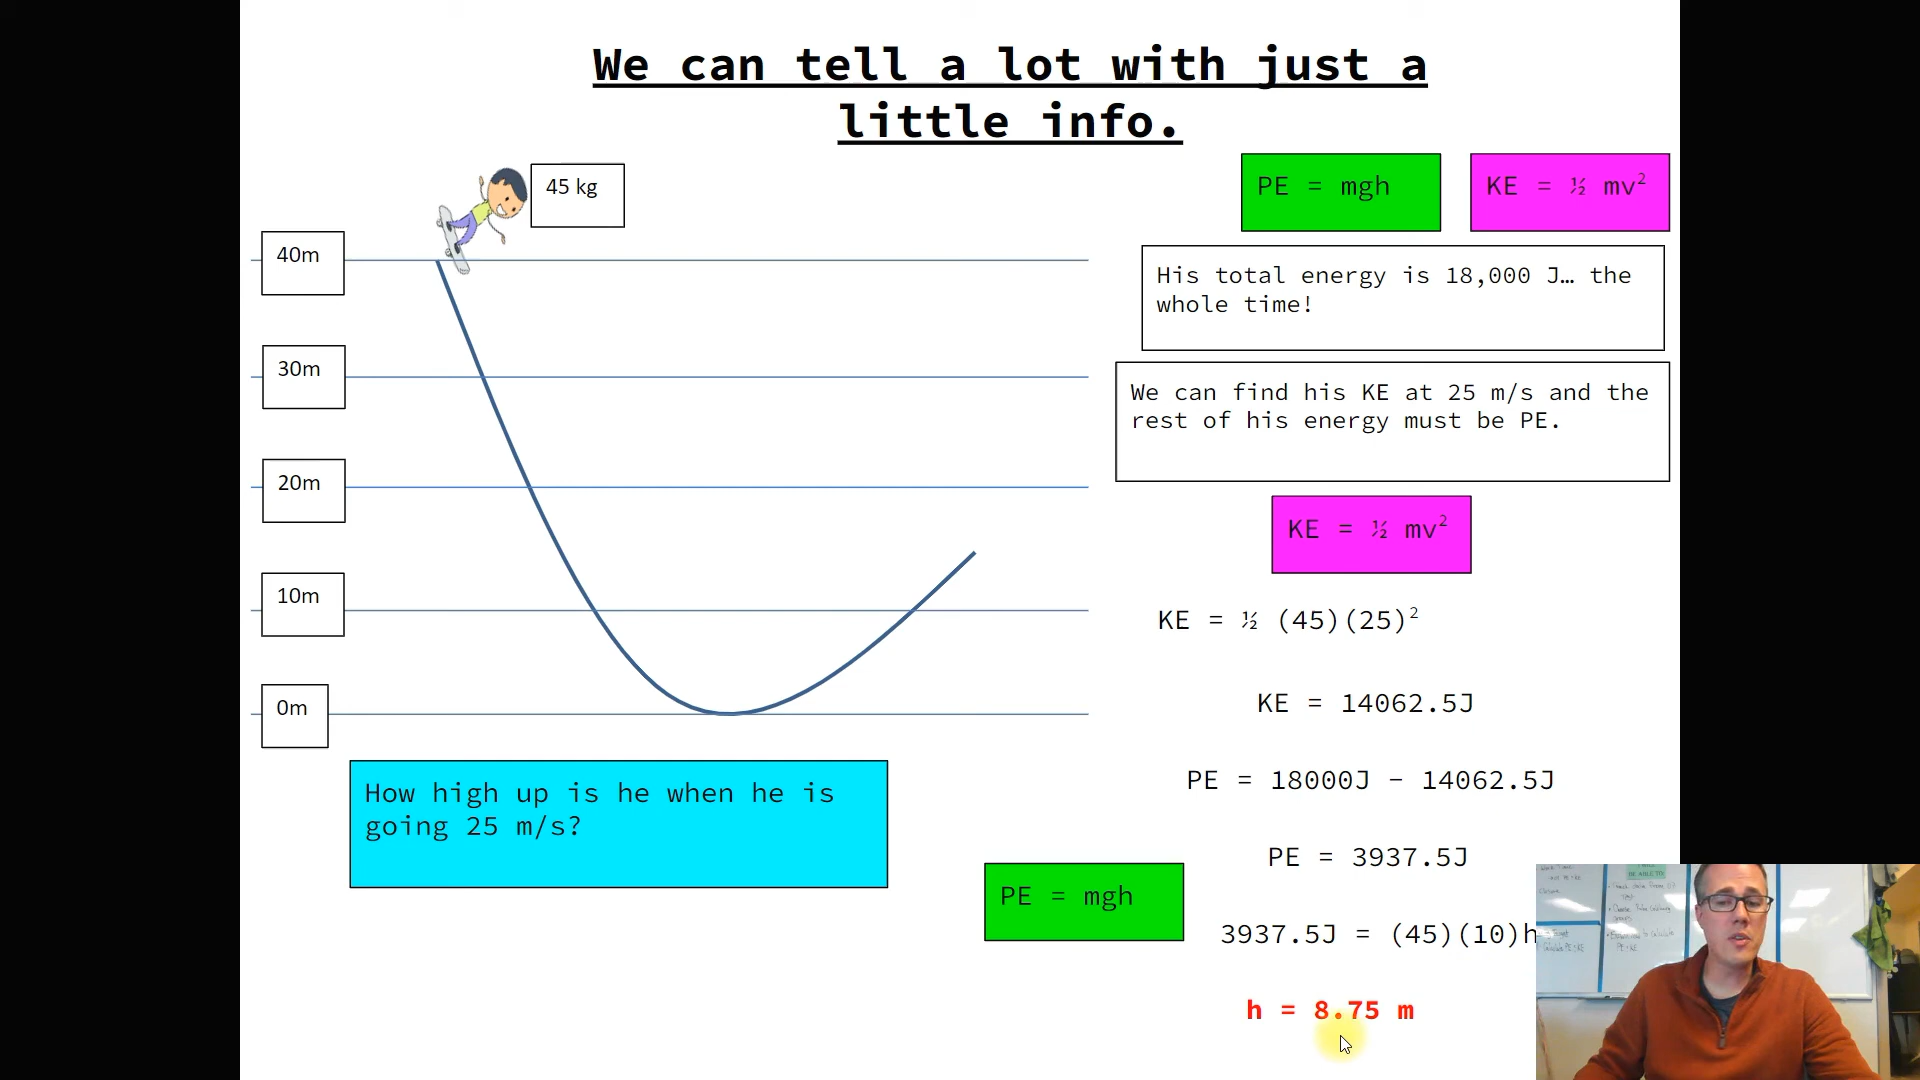 We can tell a lot with just a
little info.
45 kg
PE = mgh
KE = ½ mv²
40m
His total energy is 18,000 J… the
whole time!
30m
We can find his KE at 25 m/s and the
rest of his energy must be PE.
20m
KE = ½ mv²
10m
KE = ½ (45)(25)²
0m
KE = 14062.5J
How high up is he when he is
going 25 m/s?
PE = 18000J - 14062.5J
PE = 3937.5J
PE = mgh
3937.5J = (45)(10)h
h = 8.75 m
BE ABLE TO: